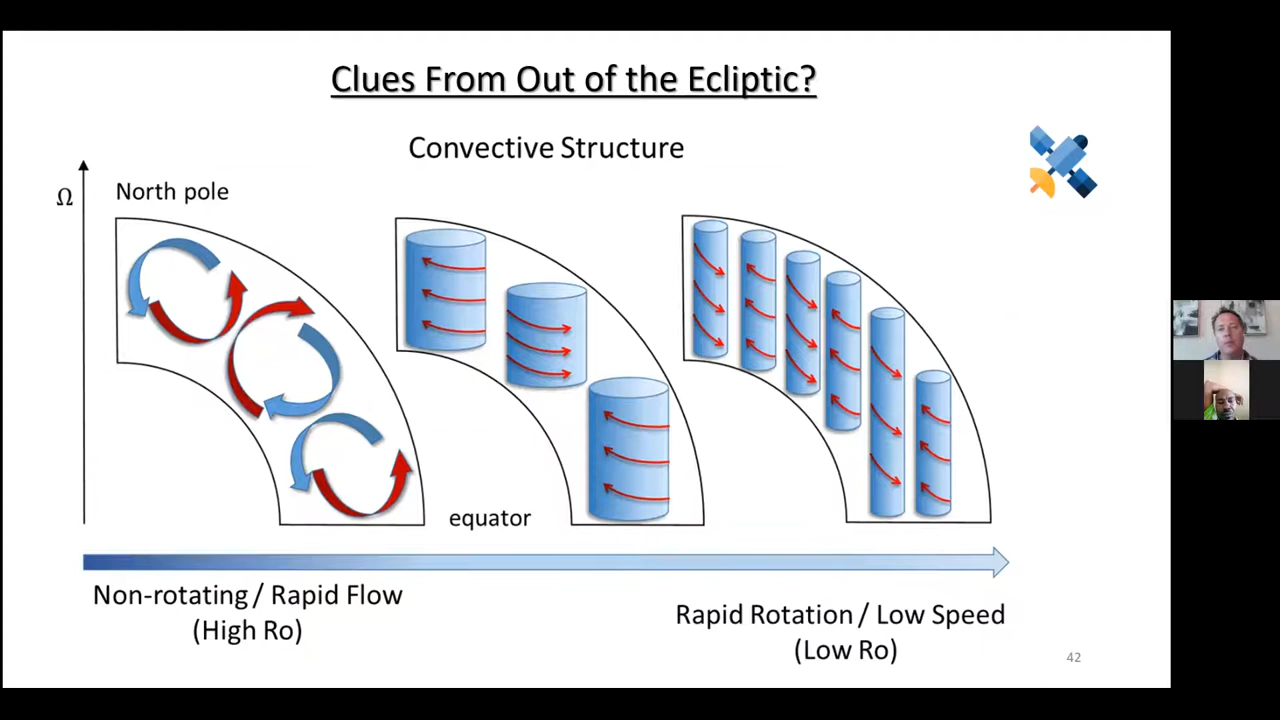 Clues From Out of the Ecliptic?
Convective Structure
Ω
North pole
equator
Non-rotating / Rapid Flow
(High Ro)
Rapid Rotation / Low Speed
(Low Ro)
42